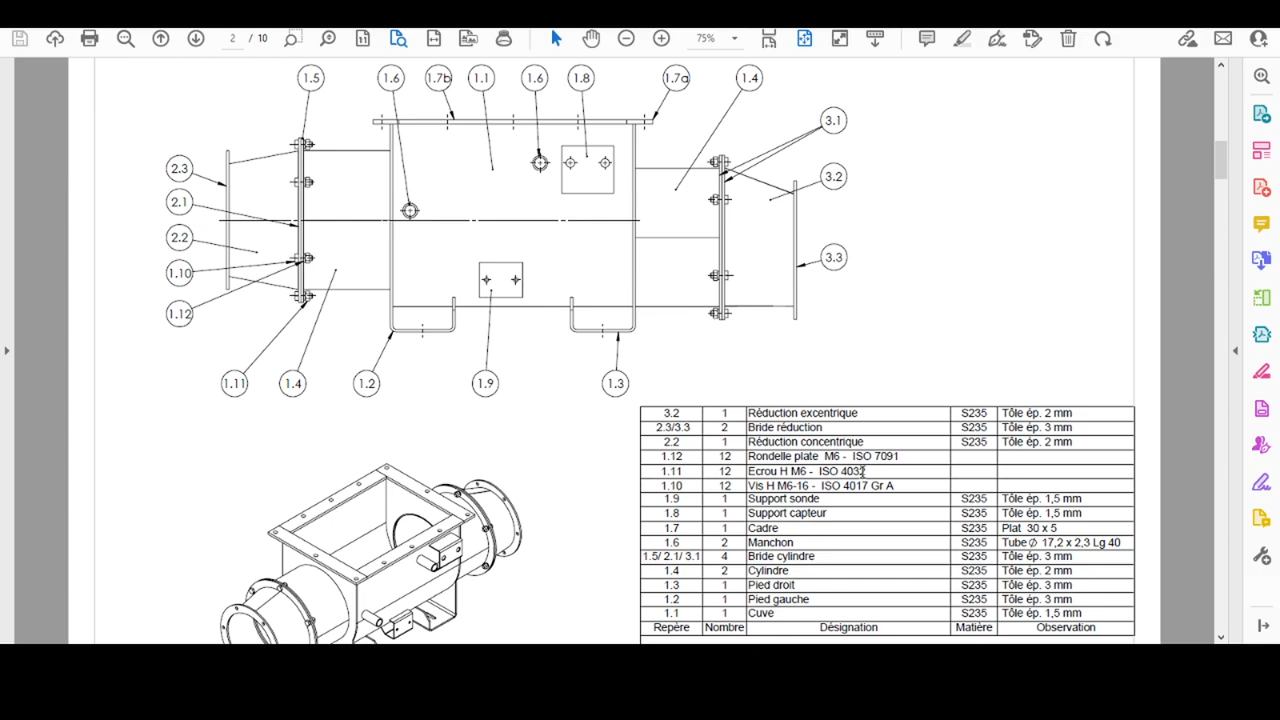 2 / 10
75%
1.5 1.6 1.7b 1.1 1.6 1.8 1.7a 1.4
3.1
2.3
3.2
2.1
2.2
3.3
1.10
1.12
1.11 1.4 1.2 1.9 1.3
3.2 1 Réduction excentrique S235 Tôle ép. 2 mm
2.3/3.3 2 Bride réduction S235 Tôle ép. 3 mm
2.2 1 Réduction concentrique S235 Tôle ép. 2 mm
1.12 12 Rondelle plate M6 - ISO 7091
1.11 12 Ecrou H M6 - ISO 4032
1.10 12 Vis H M6-16 - ISO 4017 Gr A
1.9 1 Support sonde S235 Tôle ép. 1,5 mm
1.8 1 Support capteur S235 Tôle ép. 1,5 mm
1.7 1 Cadre S235 Plat 30 x 5
1.6 2 Manchon S235 Tube Ø 17,2 x 2,3 Lg 40
1.5/ 2.1/ 3.1 4 Bride cylindre S235 Tôle ép. 3 mm
1.4 2 Cylindre S235 Tôle ép. 2 mm
1.3 1 Pied droit S235 Tôle ép. 3 mm
1.2 1 Pied gauche S235 Tôle ép. 3 mm
1.1 1 Cuve S235 Tôle ép. 1,5 mm
Repère Nombre Désignation Matière Observation